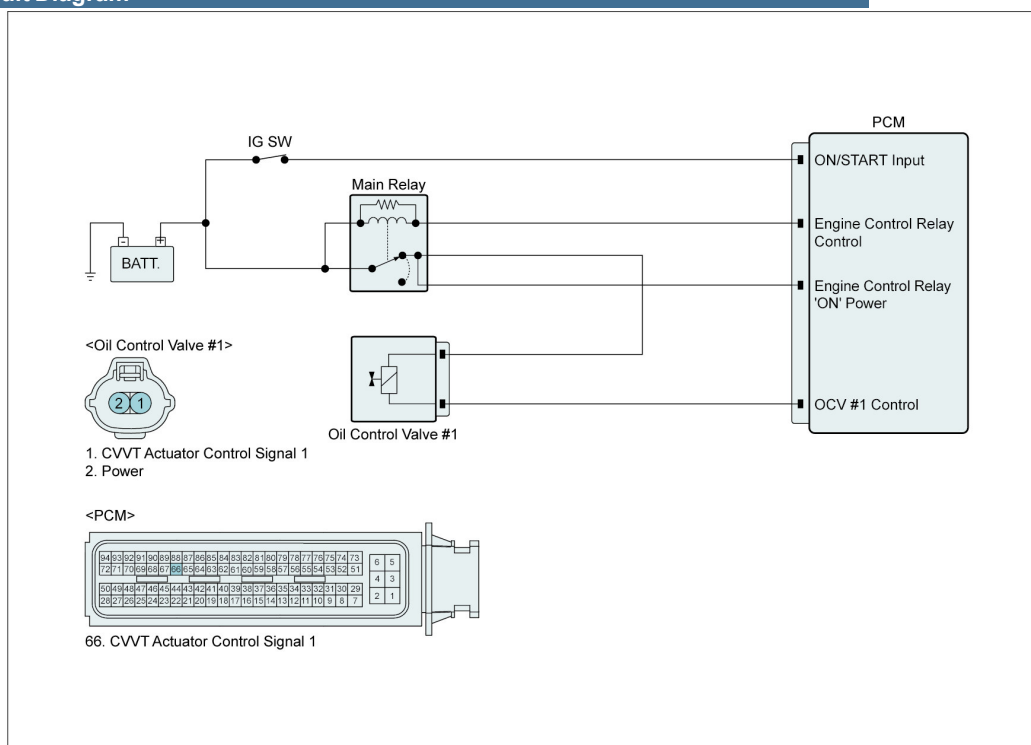 PCM
IG SW
ON/START Input
Main Relay
Engine Control Relay
Control
- +
BATT.
Engine Control Relay
'ON' Power
<Oil Control Valve #1>
2 1
OCV #1 Control
Oil Control Valve #1
1. CVVT Actuator Control Signal 1
2. Power
<PCM>
94 93 92 91 90 89 88 87 86 85 84 83 82 81 80 79 78 77 76 75 74 73
72 71 70 69 68 67 66 65 64 63 62 61 60 59 58 57 56 55 54 53 52 51
50 49 48 47 46 45 44 43 42 41 40 39 38 37 36 35 34 33 32 31 30 29
28 27 26 25 24 23 22 21 20 19 18 17 16 15 14 13 12 11 10 9 8 7
6 5
4 3
2 1
66. CVVT Actuator Control Signal 1